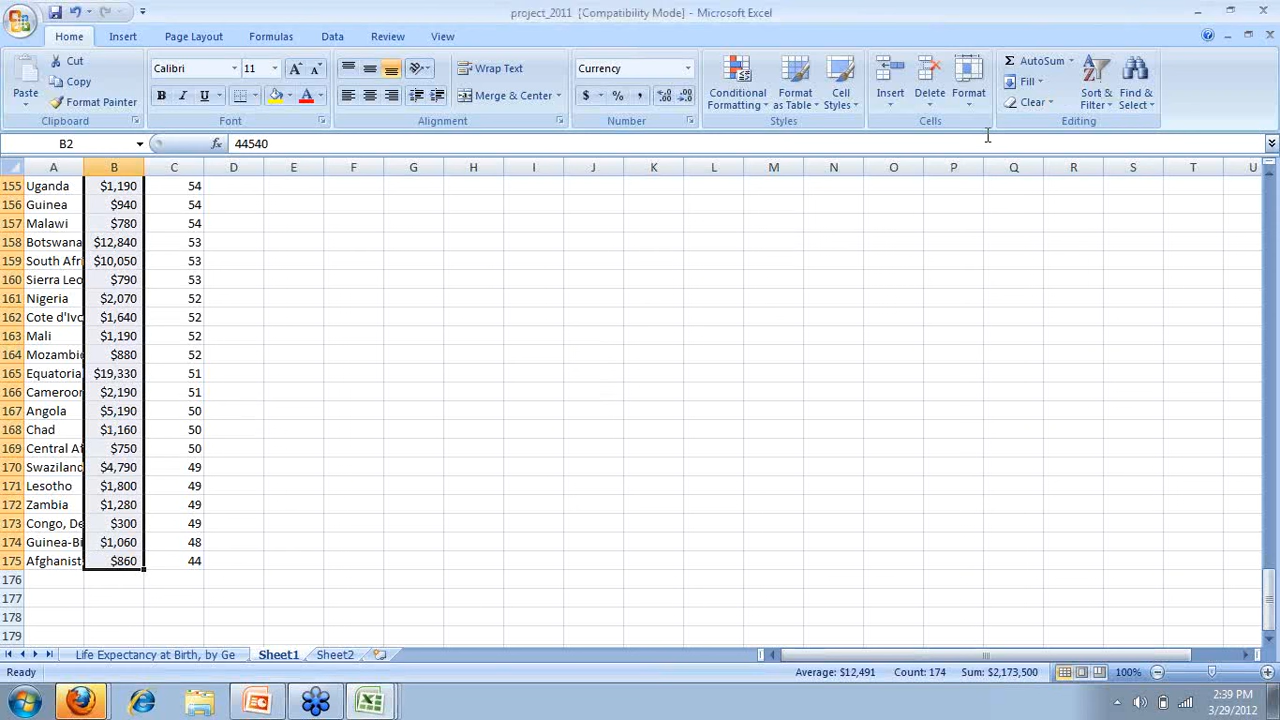 project_2011 [Compatibility Mode] - Microsoft Excel
Home Insert Page Layout Formulas Data Review View
Paste
Cut
Copy
Format Painter
Clipboard
Calibri 11
B I U
Font
Wrap Text
Merge & Center
Alignment
Currency
$ % ,
Number
Conditional Formatting
Format as Table
Cell Styles
Styles
Insert
Delete
Format
Cells
Σ AutoSum
Fill
Clear
Sort & Filter
Find & Select
Editing
B2 fx 44540
A B C D E F G H I J K L M N O P Q R S T U
155 Uganda $1,190 54
156 Guinea $940 54
157 Malawi $780 54
158 Botswana $12,840 53
159 South Afr $10,050 53
160 Sierra Leo $790 53
161 Nigeria $2,070 52
162 Cote d'Ivo $1,640 52
163 Mali $1,190 52
164 Mozambi $880 52
165 Equatoria $19,330 51
166 Cameroon $2,190 51
167 Angola $5,190 50
168 Chad $1,160 50
169 Central Af $750 50
170 Swaziland $4,790 49
171 Lesotho $1,800 49
172 Zambia $1,280 49
173 Congo, De $300 49
174 Guinea-Bi $1,060 48
175 Afghanist $860 44
176
177
178
179
Life Expectancy at Birth, by Ge Sheet1 Sheet2
Ready Average: $12,491 Count: 174 Sum: $2,173,500 100%
2:39 PM
3/29/2012